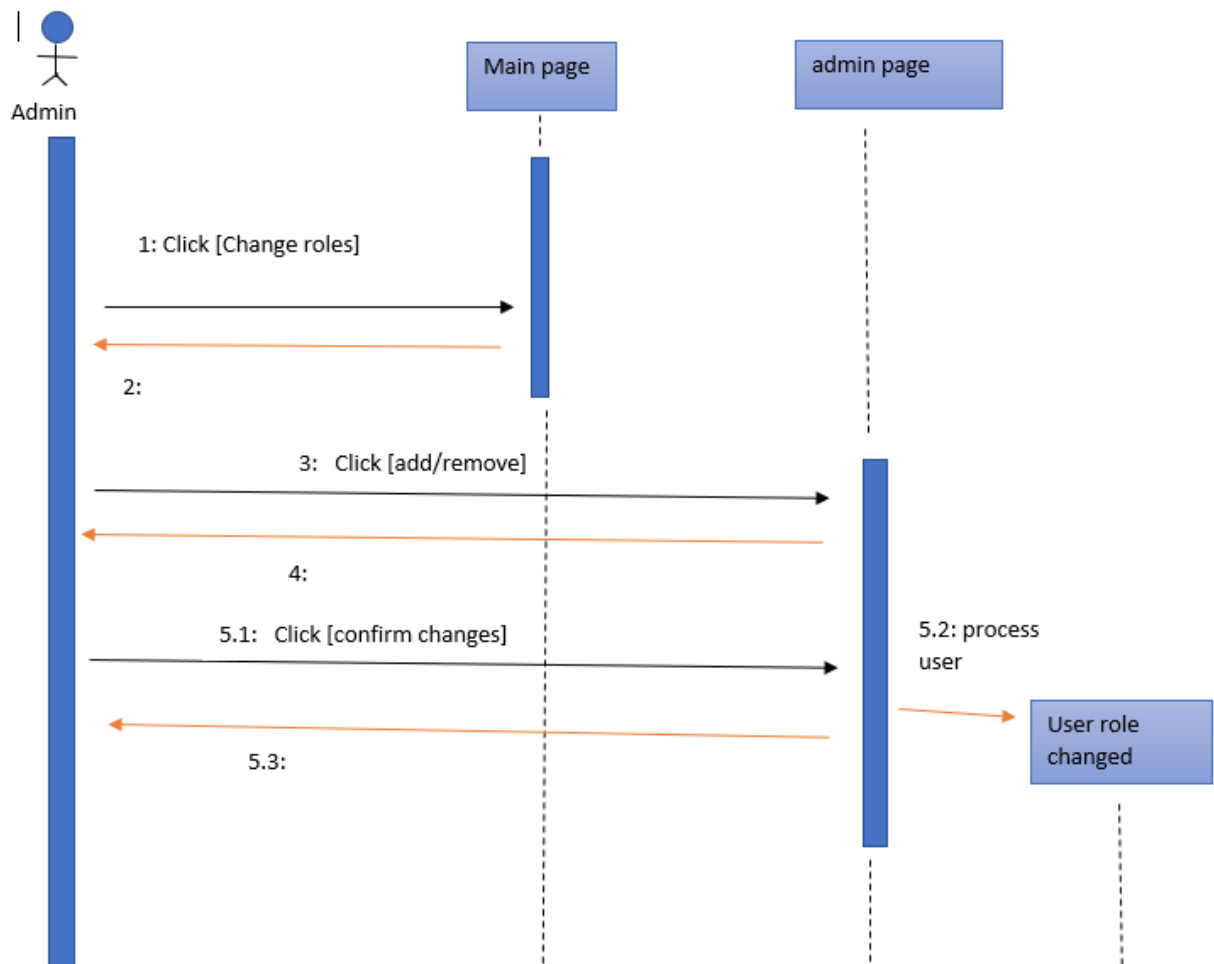 Admin
Main page
admin page
1: Click [Change roles]
2:
3: Click [add/remove]
4:
5.1: Click [confirm changes]
5.2: process
user
User role
changed
5.3: